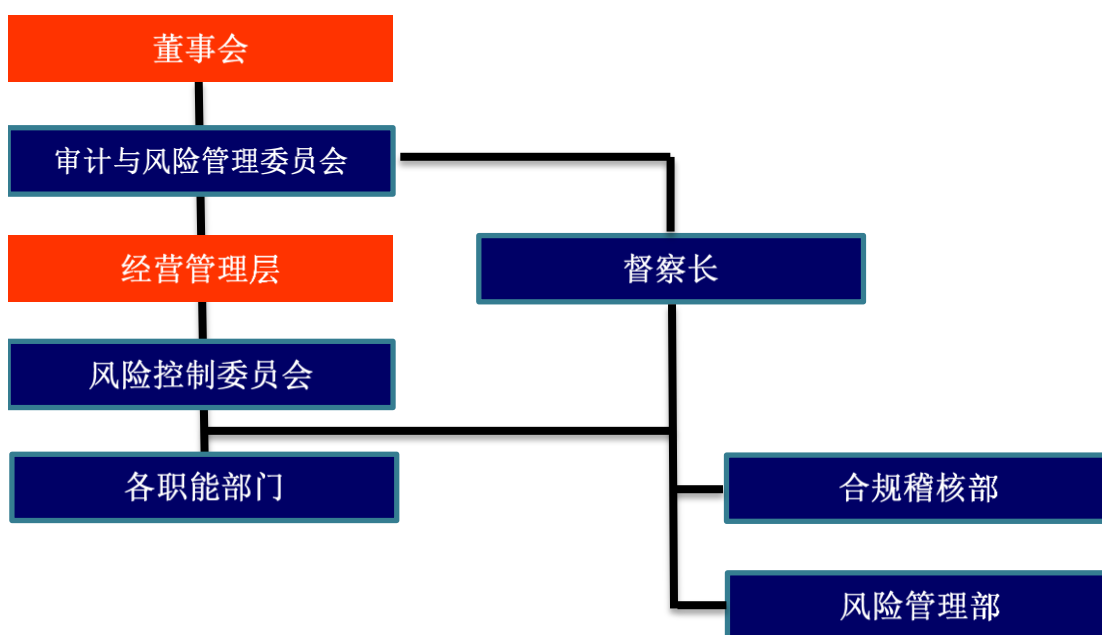 董事会
审计与风险管理委员会
经营管理层
督察长
风险控制委员会
各职能部门
合规稽核部
风险管理部